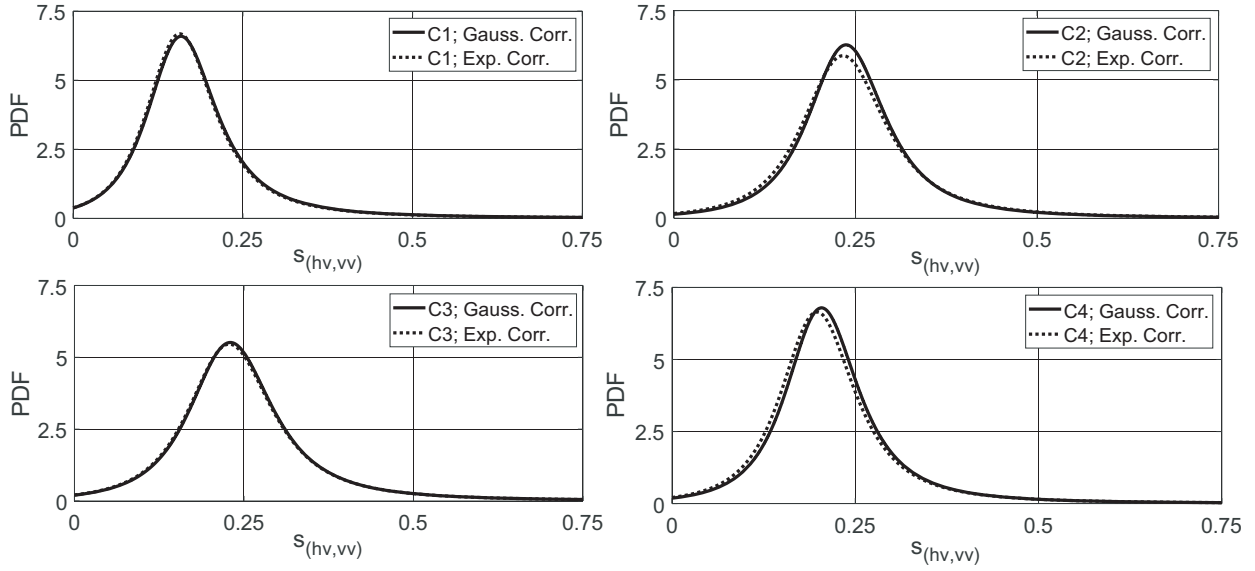 7.5
5
2.5
0
PDF
C1; Gauss. Corr.
C1; Exp. Corr.
0 0.25 0.5 0.75
s(hv,vv)
7.5
5
2.5
0
PDF
C2; Gauss. Corr.
C2; Exp. Corr.
0 0.25 0.5 0.75
s(hv,vv)
7.5
5
2.5
0
PDF
C3; Gauss. Corr.
C3; Exp. Corr.
0 0.25 0.5 0.75
s(hv,vv)
7.5
5
2.5
0
PDF
C4; Gauss. Corr.
C4; Exp. Corr.
0 0.25 0.5 0.75
s(hv,vv)